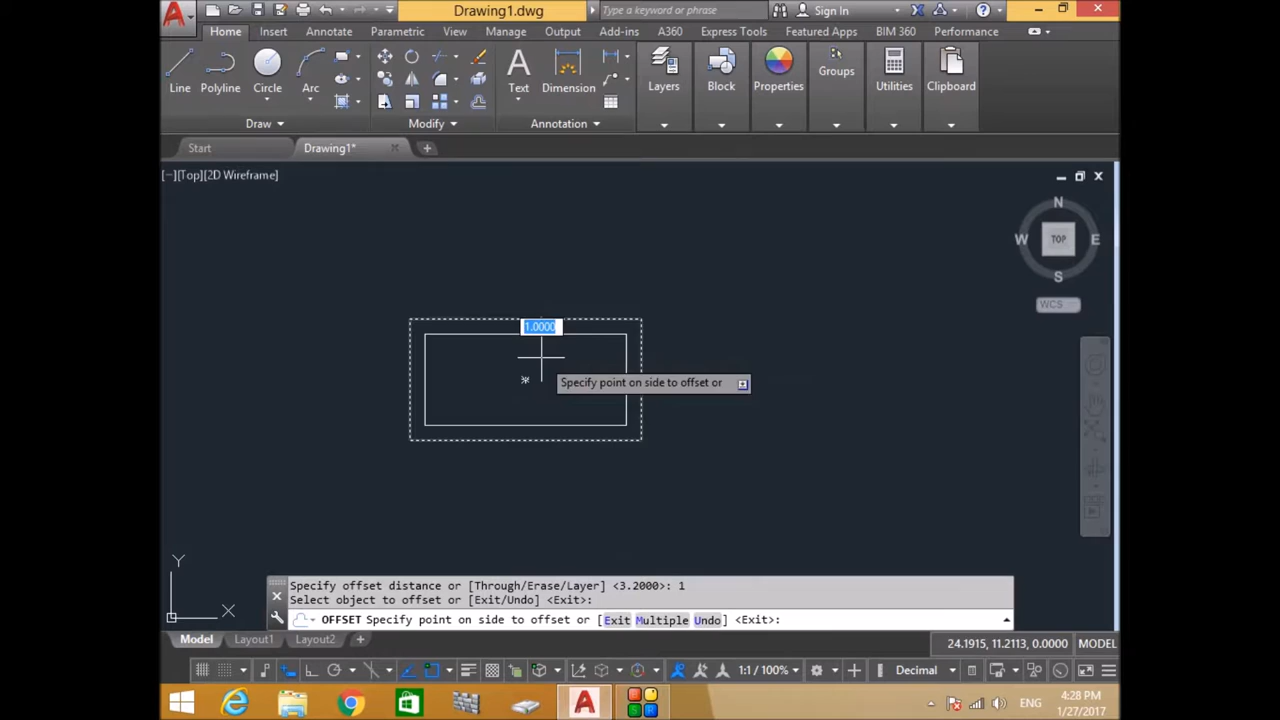 Drawing1.dwg
Type a keyword or phrase
Sign In
Home Insert Annotate Parametric View Manage Output Add-ins A360 Express Tools Featured Apps BIM 360 Performance
Line Polyline Circle Arc
Text Dimension
Layers Block Properties Groups Utilities Clipboard
Draw Modify Annotation
Start Drawing1*
[−][Top][2D Wireframe]
N
W TOP E
S
WCS
1.0000
Specify point on side to offset or
Y
X
Specify offset distance or [Through/Erase/Layer] <3.2000>: 1
Select object to offset or [Exit/Undo] <Exit>:
OFFSET Specify point on side to offset or [Exit Multiple Undo] <Exit>:
Model Layout1 Layout2
24.1915, 11.2113, 0.0000 MODEL
1:1 / 100% Decimal
4:28 PM
ENG
1/27/2017